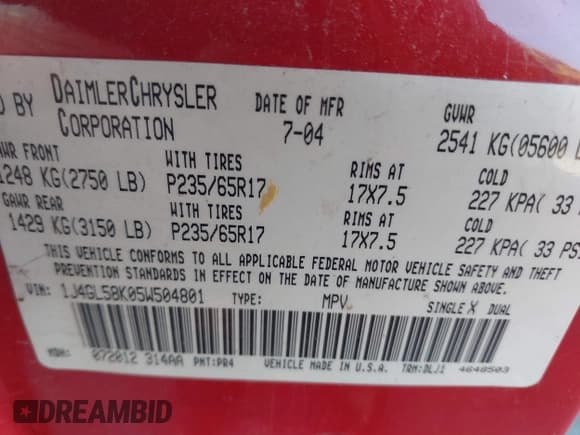 D BY DAIMLERCHRYSLER CORPORATION
DATE OF MFR 7-04
GVWR 2541 KG(05600 L
GAWR FRONT WITH TIRES RIMS AT COLD
1248 KG(2750 LB) P235/65R17 17X7.5 227 KPA( 33
GAWR REAR WITH TIRES RIMS AT COLD
1429 KG(3150 LB) P235/65R17 17X7.5 227 KPA( 33 PS
THIS VEHICLE CONFORMS TO ALL APPLICABLE FEDERAL MOTOR VEHICLE SAFETY AND THEFT
PREVENTION STANDARDS IN EFFECT ON THE DATE OF MANUFACTURE SHOWN ABOVE.
VIN: 1J4GL58K05W504801 TYPE: MPV SINGLE X DUAL
MDH: 072012 314AA PNT:PR4 VEHICLE MADE IN U.S.A. TRM:DLJ1 4648503
DREAMBID